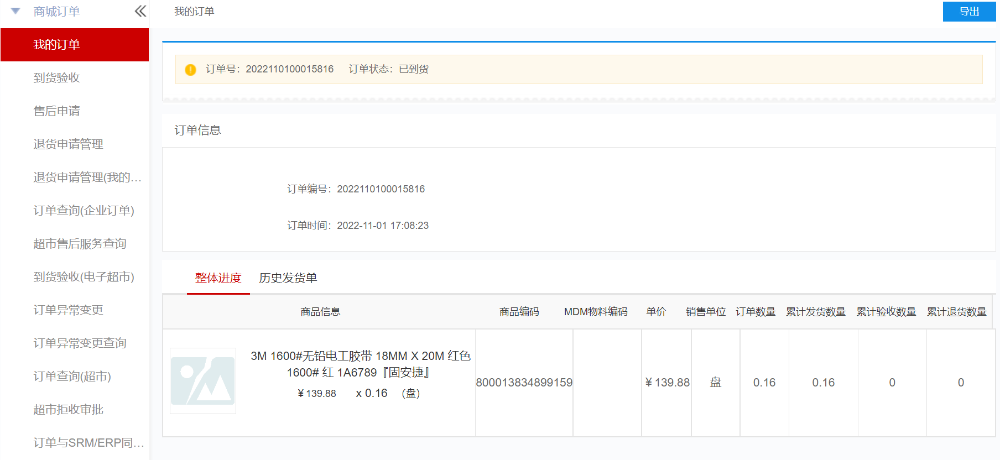 商城订单
我的订单
到货验收
售后申请
退货申请管理
退货申请管理(我的…
订单查询(企业订单)
超市售后服务查询
到货验收(电子超市)
订单异常变更
订单异常变更查询
订单查询(超市)
超市拒收审批
订单与SRM/ERP同…
我的订单
导出
订单号：2022110100015816 订单状态：已到货
订单信息
订单编号：2022110100015816
订单时间：2022-11-01 17:08:23
整体进度 历史发货单
商品信息 商品编码 MDM物料编码 单价 销售单位 订单数量 累计发货数量 累计验收数量 累计退货数量
3M 1600#无铅电工胶带 18MM X 20M 红色
1600# 红 1A6789『固安捷』
¥ 139.88 x 0.16 （盘）
800013834899159 ¥ 139.88 盘 0.16 0.16 0 0